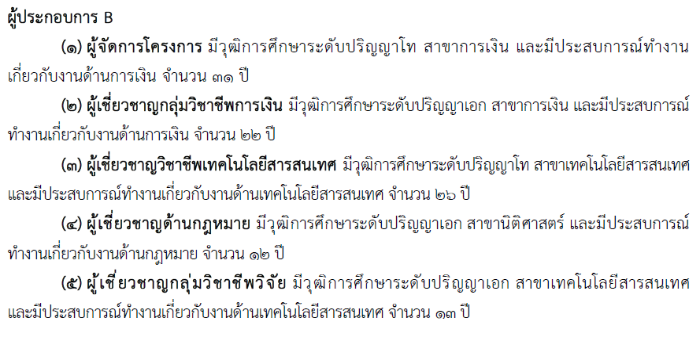 ผู้ประกอบการ B
(๑) ผู้จัดการโครงการ มีวุฒิการศึกษาระดับปริญญาโท สาขาการเงิน และมีประสบการณ์ทำงาน
เกี่ยวกับงานด้านการเงิน จำนวน ๓๑ ปี
(๒) ผู้เชี่ยวชาญกลุ่มวิชาชีพการเงิน มีวุฒิการศึกษาระดับปริญญาเอก สาขาการเงิน และมีประสบการณ์
ทำงานเกี่ยวกับงานด้านการเงิน จำนวน ๒๒ ปี
(๓) ผู้เชี่ยวชาญวิชาชีพเทคโนโลยีสารสนเทศ มีวุฒิการศึกษาระดับปริญญาโท สาขาเทคโนโลยีสารสนเทศ
และมีประสบการณ์ทำงานเกี่ยวกับงานด้านเทคโนโลยีสารสนเทศ จำนวน ๒๖ ปี
(๔) ผู้เชี่ยวชาญด้านกฎหมาย มีวุฒิการศึกษาระดับปริญญาเอก สาขานิติศาสตร์ และมีประสบการณ์
ทำงานเกี่ยวกับงานด้านกฎหมาย จำนวน ๑๒ ปี
(๕) ผู้เชี่ยวชาญกลุ่มวิชาชีพวิจัย มีวุฒิการศึกษาระดับปริญญาเอก สาขาเทคโนโลยีสารสนเทศ
และมีประสบการณ์ทำงานเกี่ยวกับงานด้านเทคโนโลยีสารสนเทศ จำนวน ๑๓ ปี